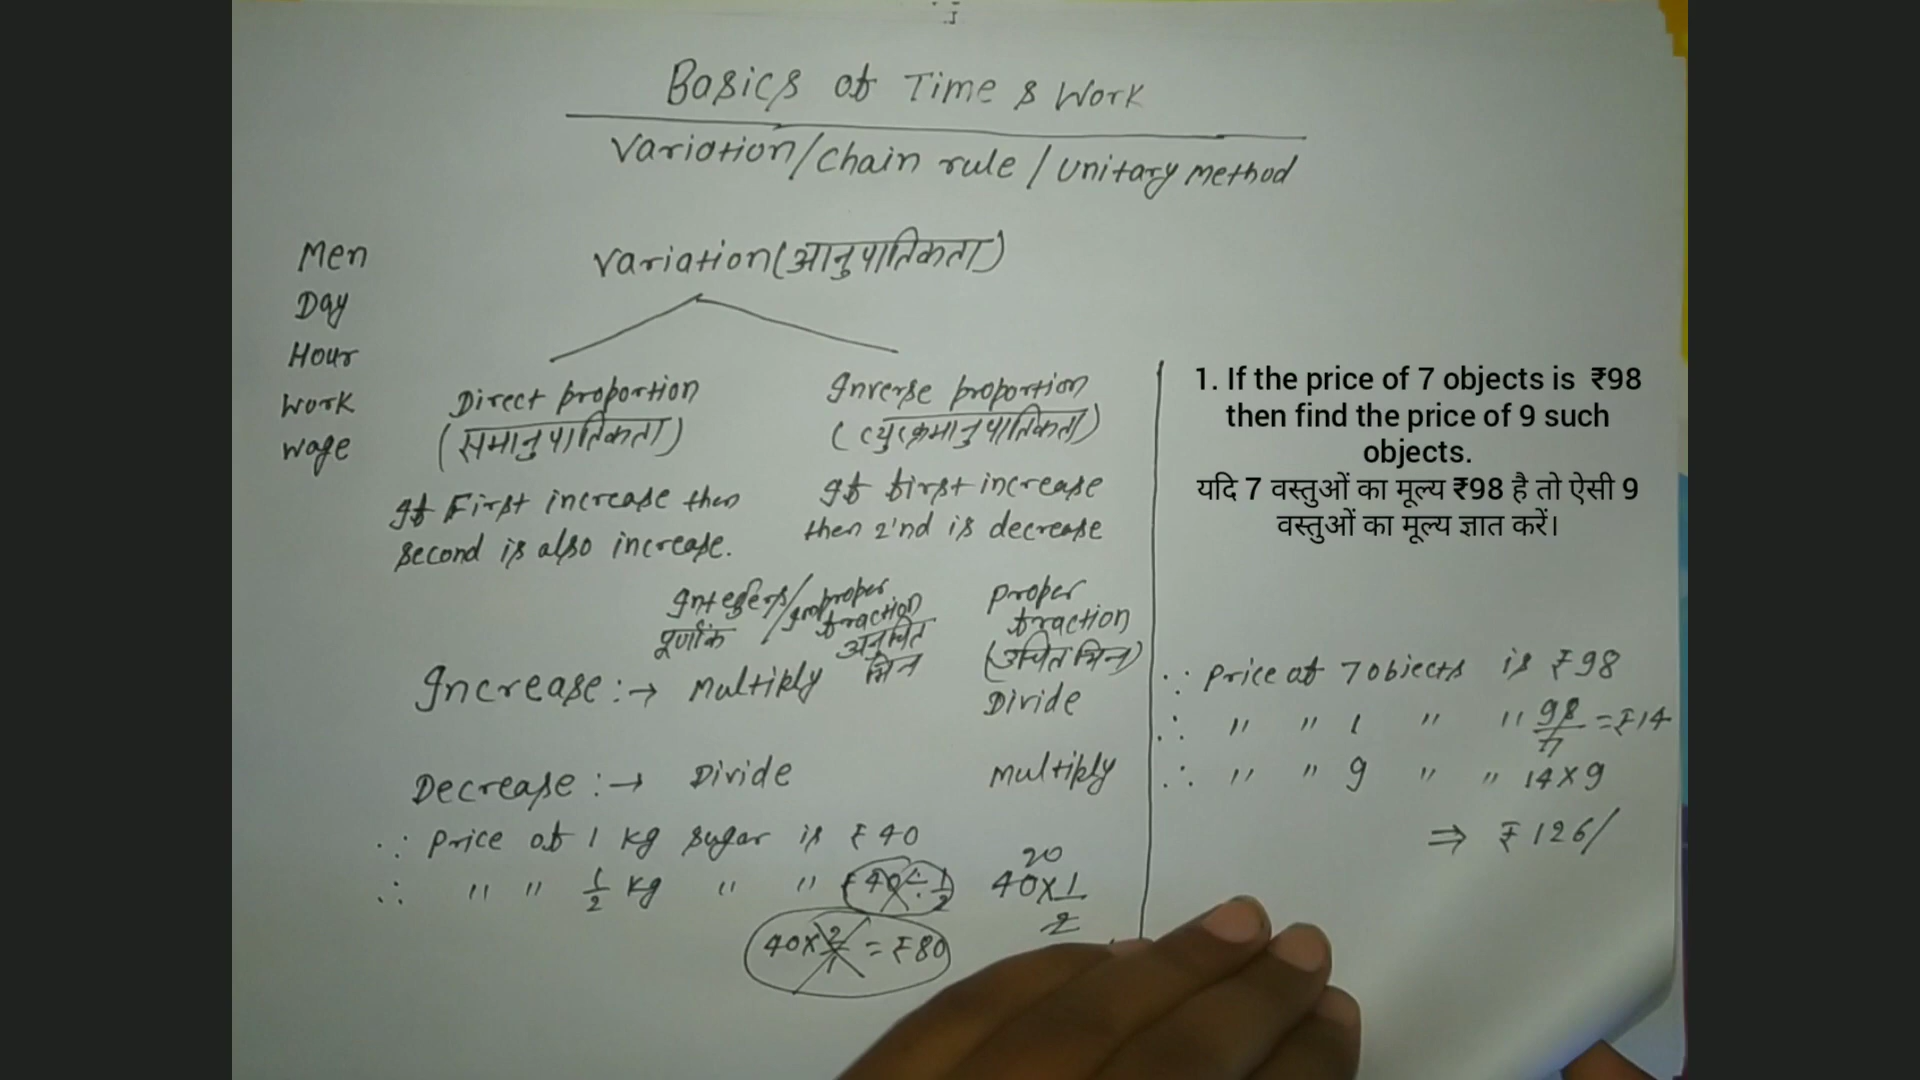 Basics of Time & Work
Variation/Chain rule/Unitary Method
Men
Day
Hour
Work
Wage
Variation(आनुपातिकता)
Direct proportion
(समानुपातिकता)
If First increase then
second is also increase.
Inverse proportion
(व्युत्क्रमानुपातिकता)
If first increase
then 2'nd is decrease
Integers/Improper fraction
पूर्णांक अनुचित भिन्न
proper
fraction
(उचित भिन्न)
Increase:→ Multiply Divide
Decrease:→ Divide Multiply
∵ Price of 1 kg sugar is ₹40
∴ " " 1/2 kg " " ₹40÷1/2
40×2/1 = ₹80
20
40×1/2
1. If the price of 7 objects is ₹98
then find the price of 9 such
objects.
यदि 7 वस्तुओं का मूल्य ₹98 है तो ऐसी 9
वस्तुओं का मूल्य ज्ञात करें।
∵ Price of 7 objects is ₹98
∴ " " 1 " " 98/7 = ₹14
∴ " " 9 " " 14×9
⇒ ₹126/